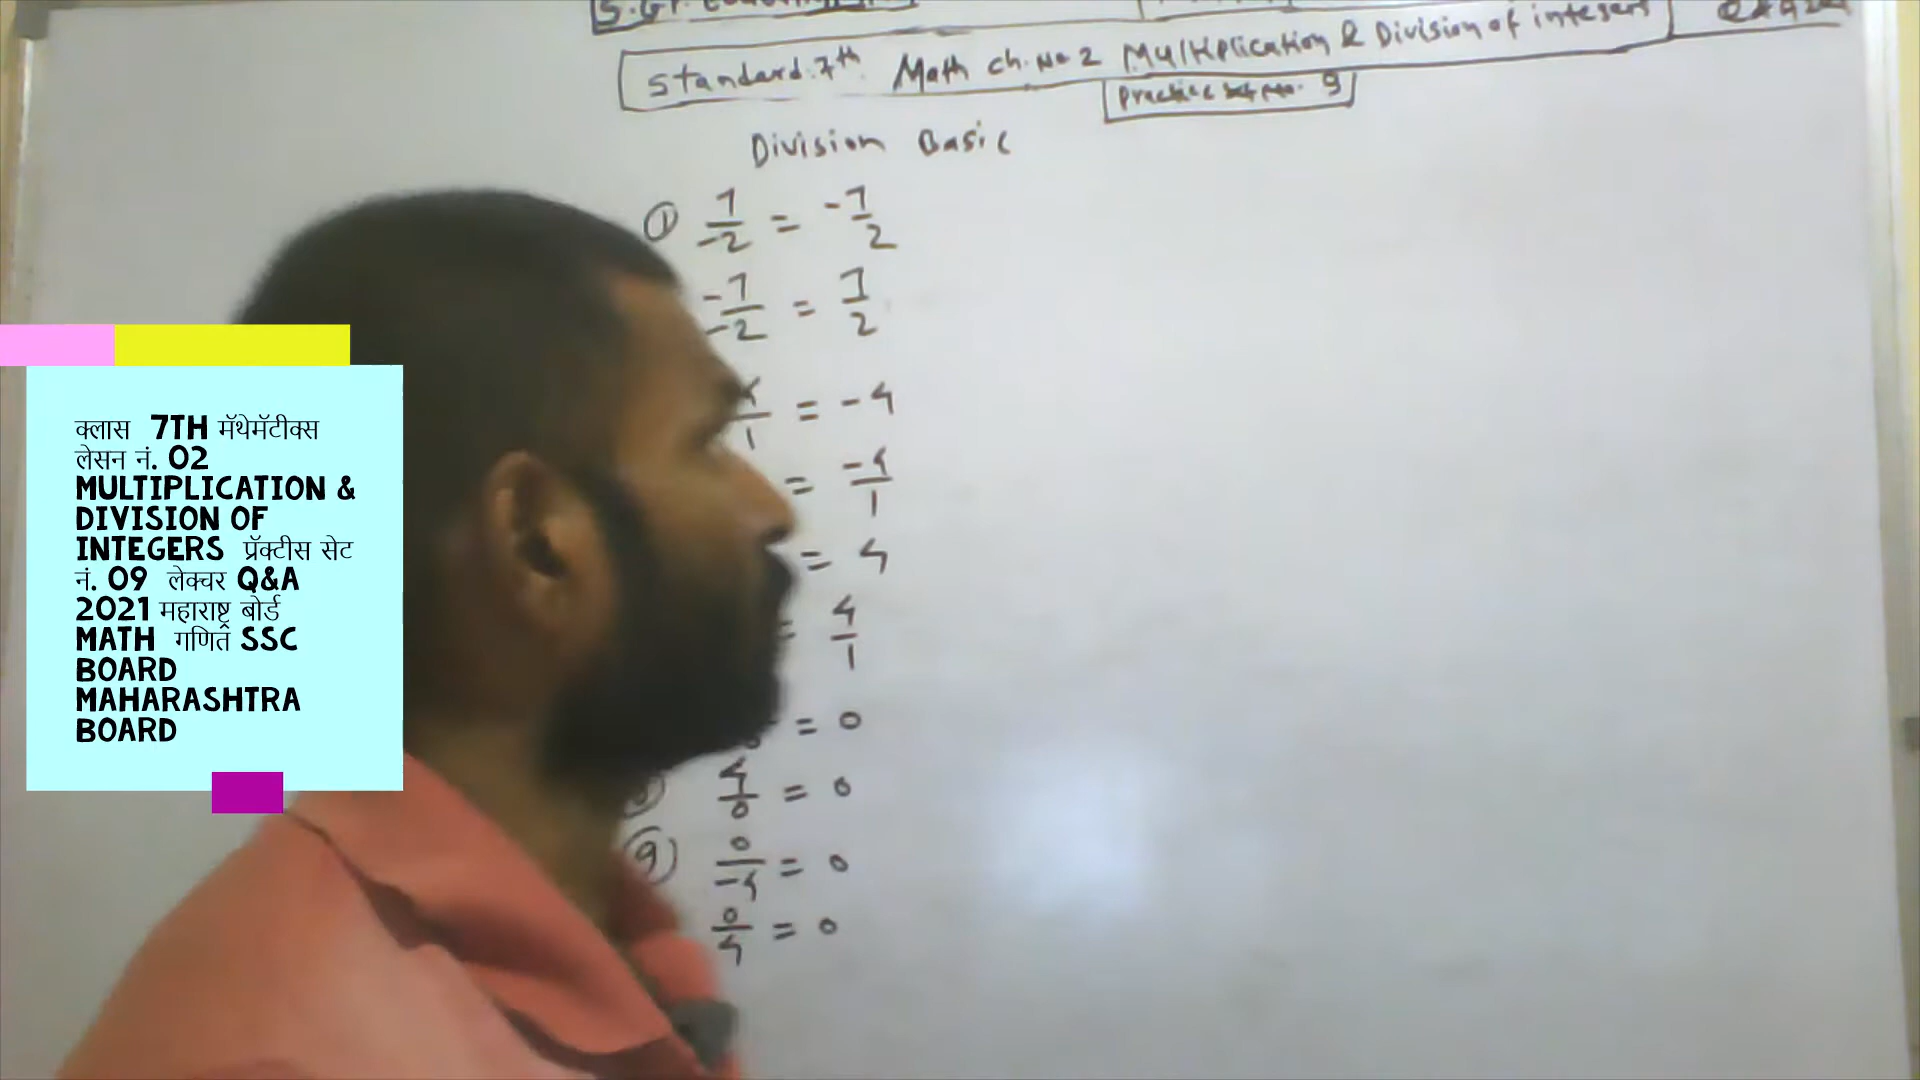 Standard. 7th Math ch. No 2 Multiplication & Division of integers
Practice set No. 9
Division Basic
① 7/-2 = -7/2
-7/-2 = 7/2
/1 = -4
= -4/1
= 4
= 4/1
= 0
4/0 = 0
⑨ 0/-4 = 0
0/4 = 0
क्लास 7TH मॅथेमॅटीक्स
लेसन नं. 02
MULTIPLICATION &
DIVISION OF
INTEGERS प्रॅक्टीस सेट
नं. 09 लेक्चर Q&A
2021 महाराष्ट्र बोर्ड
MATH गणित SSC
BOARD
MAHARASHTRA
BOARD